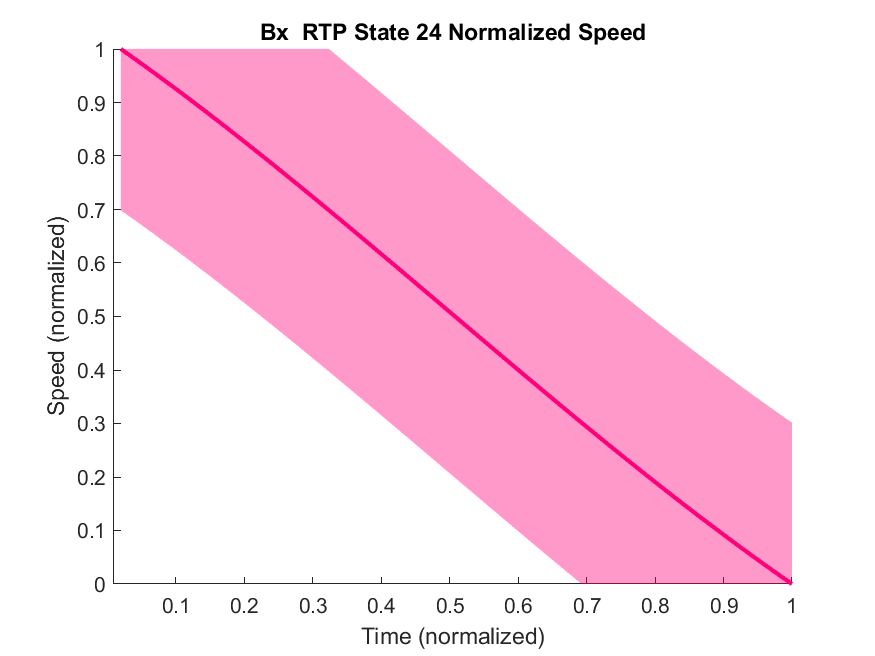 Bx  RTP State 24 Normalized Speed
1
0.9
0.8
0.7
0.6
0.5
0.4
0.3
0.2
0.1
0
Speed (normalized)
0.1 0.2 0.3 0.4 0.5 0.6 0.7 0.8 0.9 1
Time (normalized)